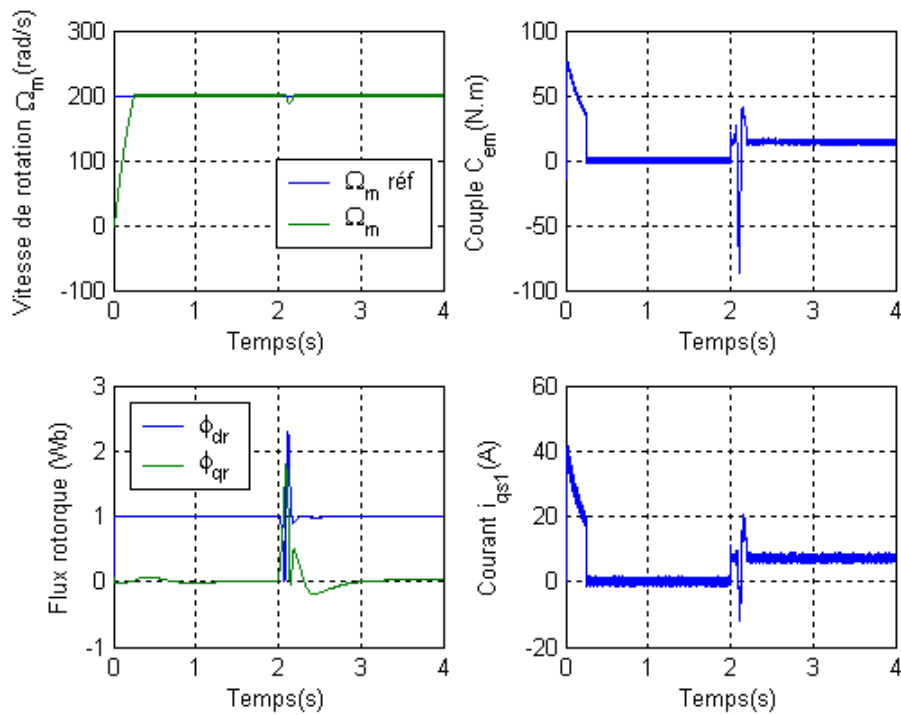 Vitesse de rotation Ωm(rad/s)
300
200
100
0
-100
Ωm réf
Ωm
0 1 2 3 4
Temps(s)
Couple Cem(N.m)
100
50
0
-50
-100
0 1 2 3 4
Temps(s)
Flux rotorque (Wb)
3
2
1
0
-1
ϕdr
ϕqr
0 1 2 3 4
Temps(s)
Courant iqs1(A)
60
40
20
0
-20
0 1 2 3 4
Temps(s)